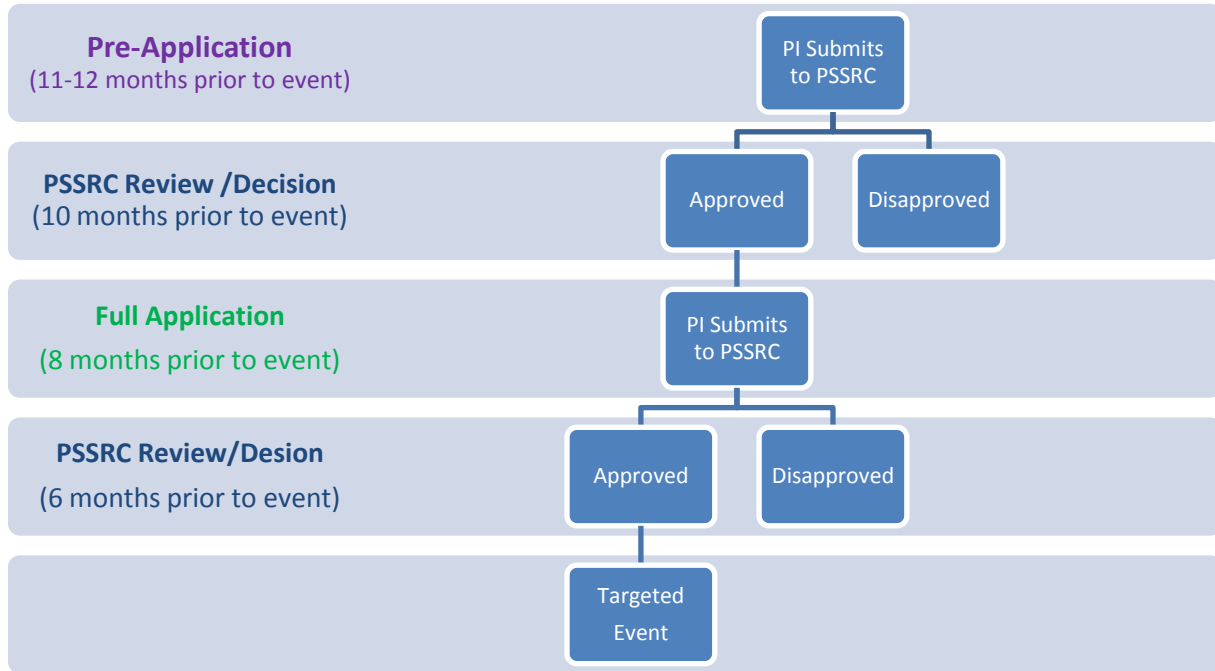 Pre-Application
(11-12 months prior to event)
PI Submits
to PSSRC
PSSRC Review /Decision
(10 months prior to event)
Approved
Disapproved
Full Application
(8 months prior to event)
PI Submits
to PSSRC
PSSRC Review/Desion
(6 months prior to event)
Approved
Disapproved
Targeted
Event